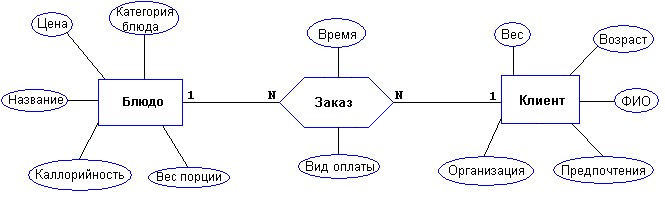 Цена
Категория
блюда
Время
Вес
Возраст
Название
Блюдо
1
N
Заказ
N
1
Клиент
ФИО
Каллорийность
Вес порции
Вид оплаты
Организация
Предпочтения